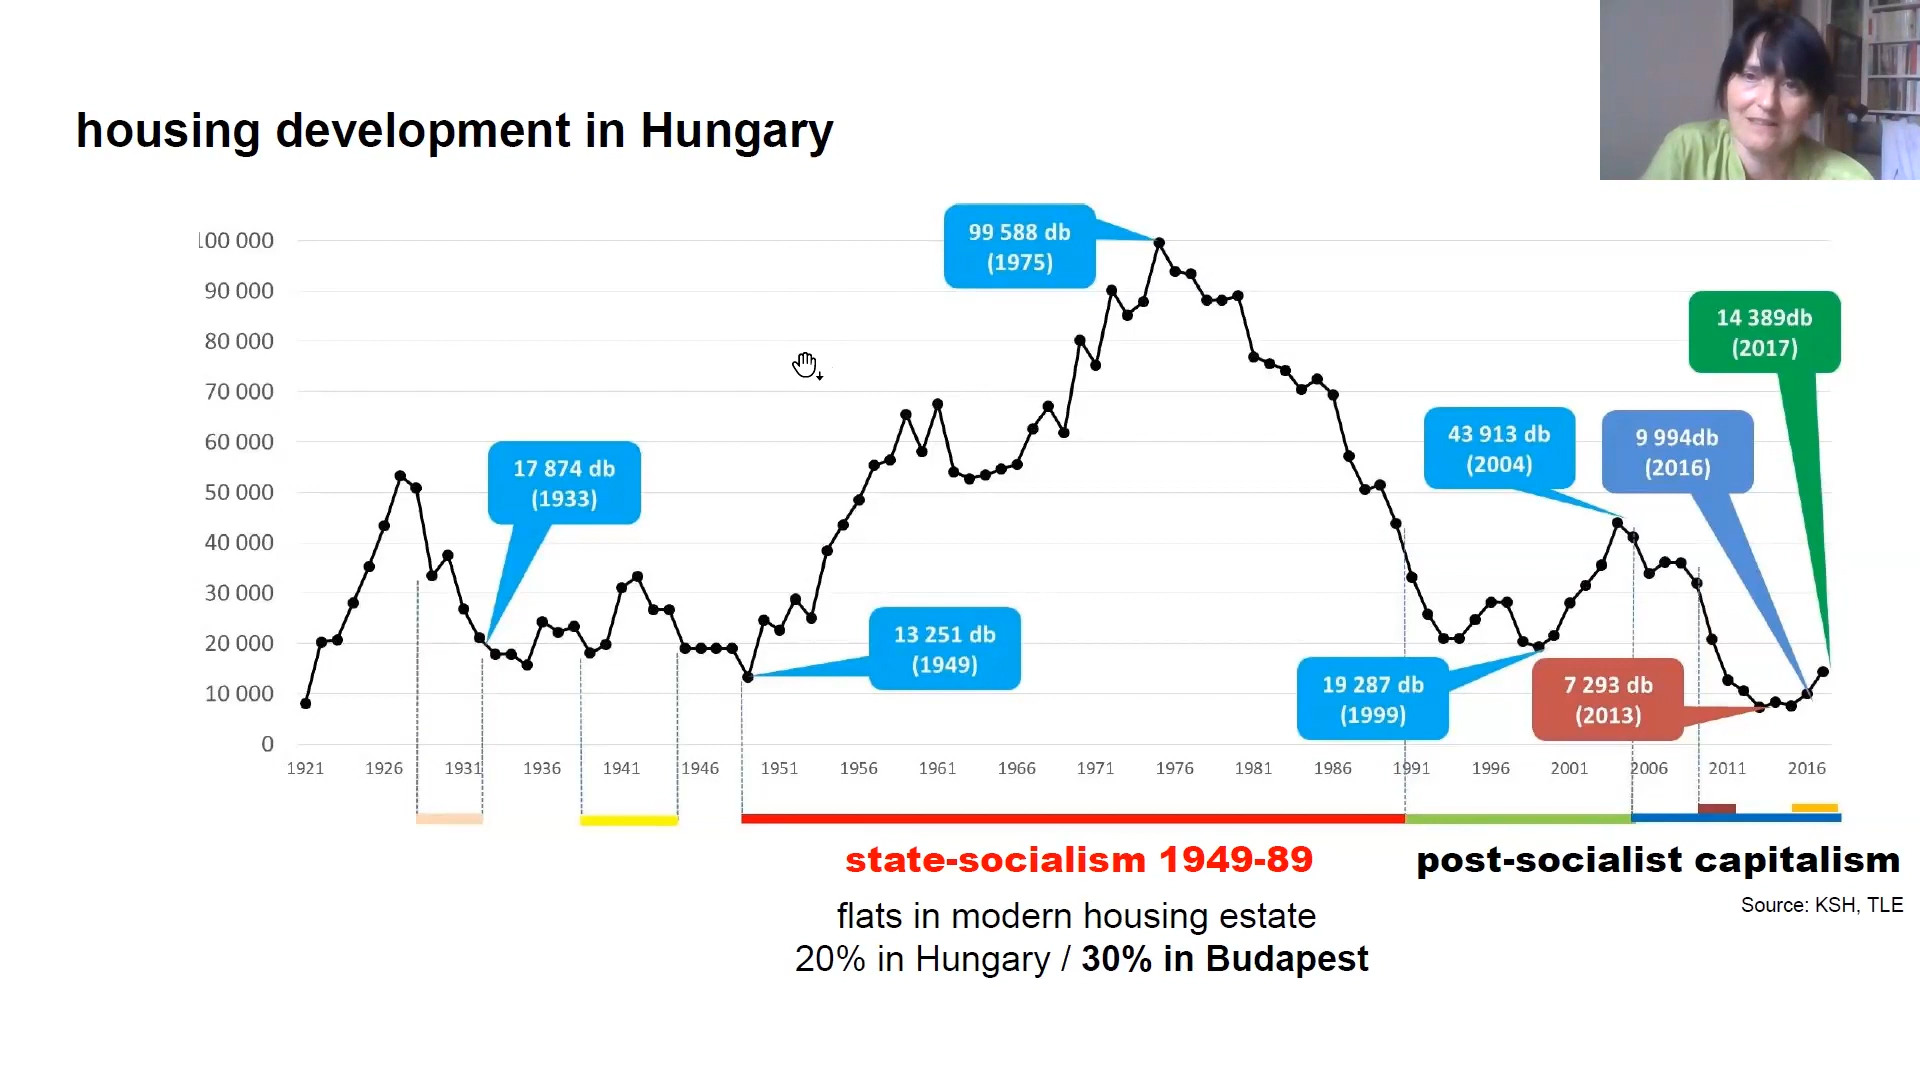 housing development in Hungary
100 000
90 000
80 000
70 000
60 000
50 000
40 000
30 000
20 000
10 000
0
99 588 db
(1975)
14 389db
(2017)
43 913 db
(2004)
9 994db
(2016)
17 874 db
(1933)
13 251 db
(1949)
19 287 db
(1999)
7 293 db
(2013)
1921 1926 1931 1936 1941 1946 1951 1956 1961 1966 1971 1976 1981 1986 1991 1996 2001 2006 2011 2016
state-socialism 1949-89
post-socialist capitalism
Source: KSH, TLE
flats in modern housing estate
20% in Hungary / 30% in Budapest